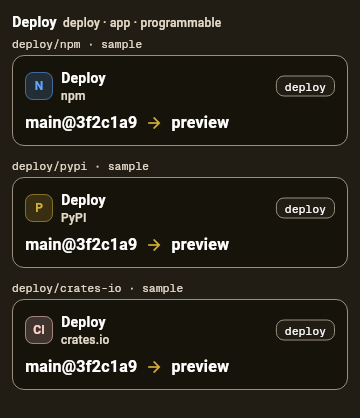 Deploy deploy · app · programmable
deploy/npm · sample
N Deploy deploy
npm
main@3f2c1a9 → preview
deploy/pypi · sample
P Deploy deploy
PyPI
main@3f2c1a9 → preview
deploy/crates-io · sample
CI Deploy deploy
crates.io
main@3f2c1a9 → preview